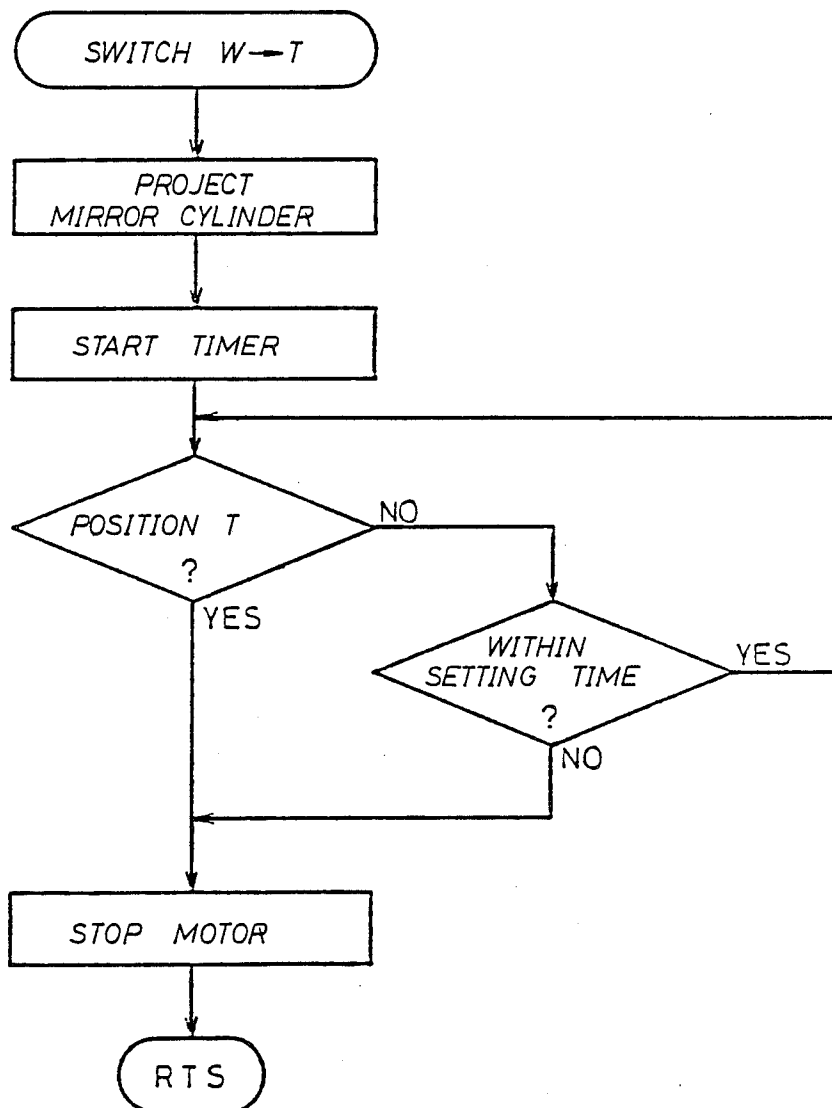 SWITCH W→T
PROJECT
MIRROR CYLINDER
START TIMER
POSITION T
?
NO
YES
WITHIN
SETTING TIME
?
YES
NO
STOP MOTOR
RTS